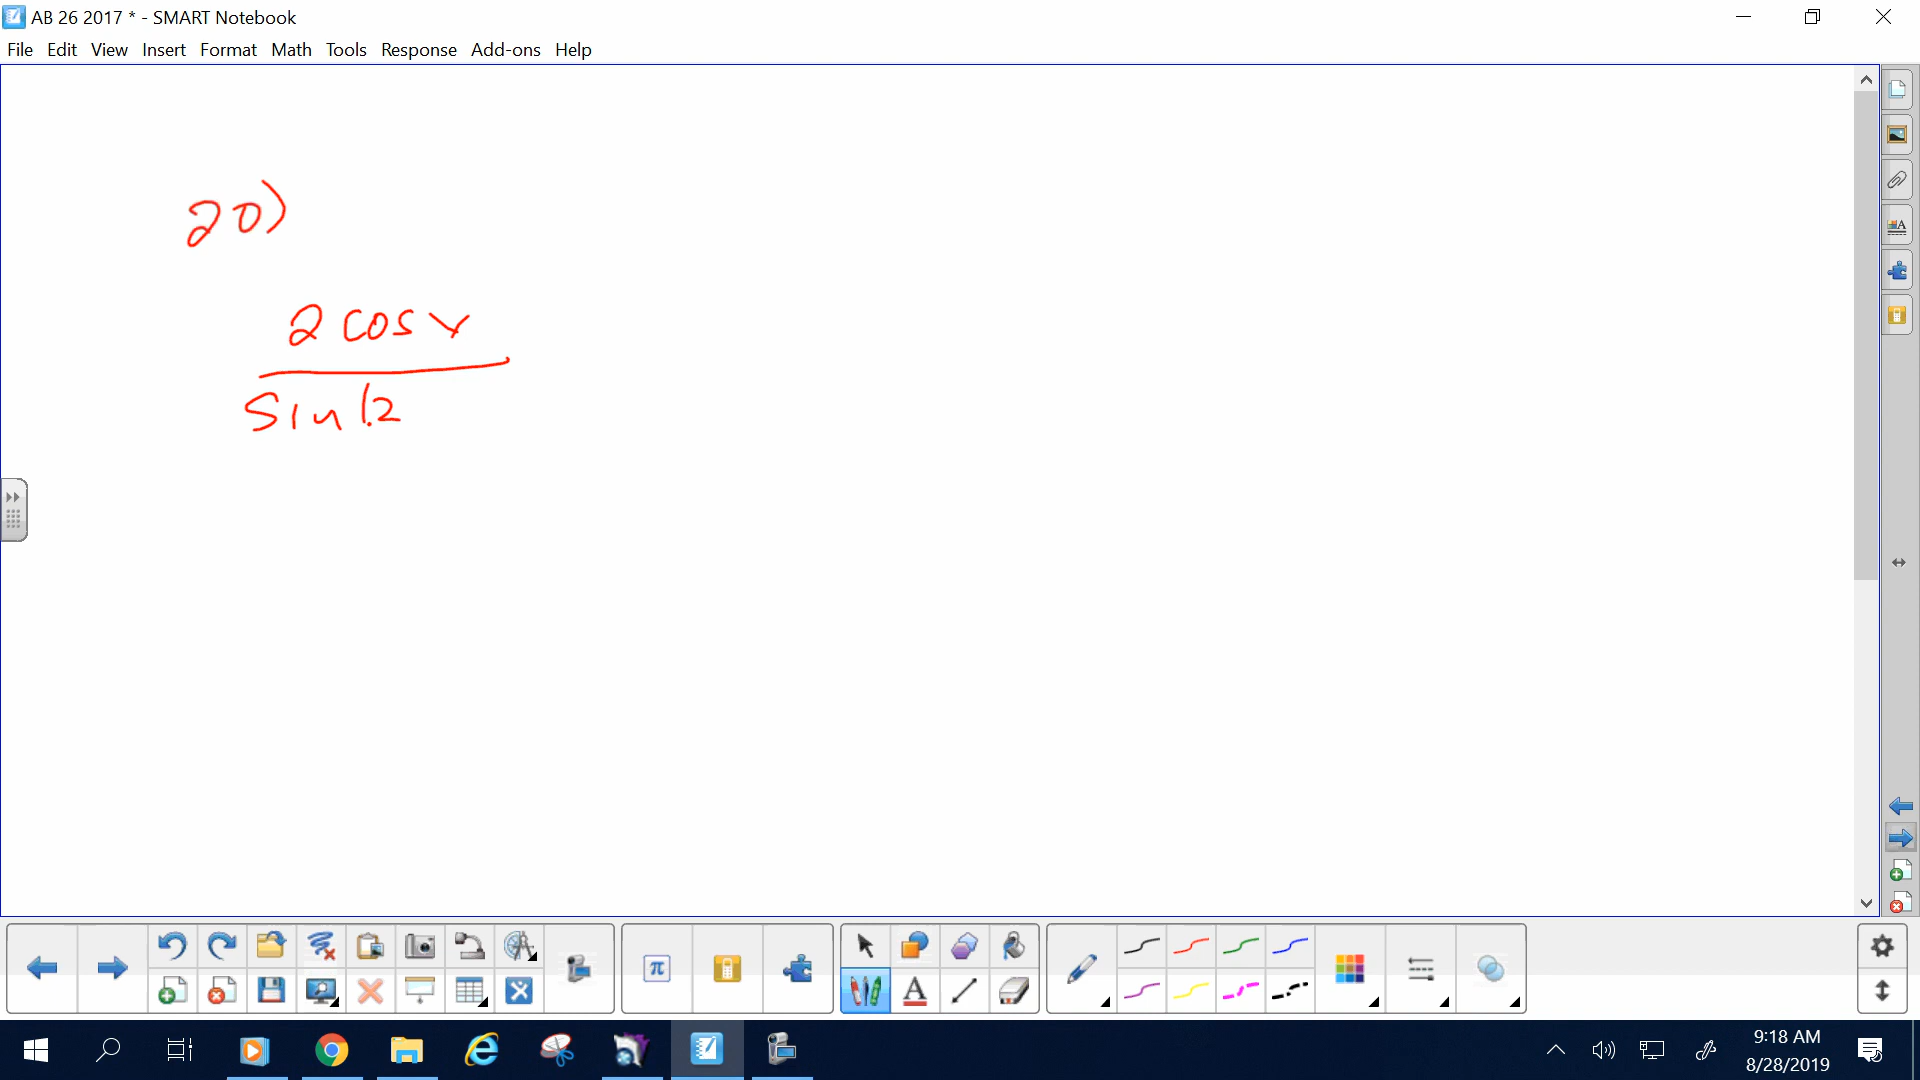 AB 26 2017 * - SMART Notebook
File Edit View Insert Format Math Tools Response Add-ons Help
20)
2 cos x
sin (.2
π
A
9:18 AM
8/28/2019